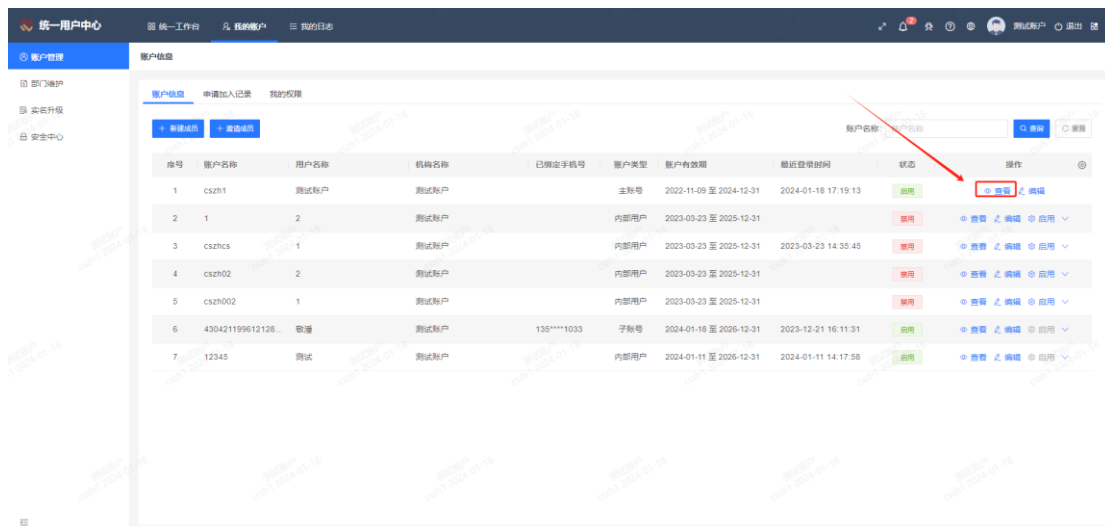 统一用户中心 统一工作台 我的账户 我的日志 2 测试账户 退出
账户管理 账户信息
部门维护
实名升级
安全中心
账户信息 申请加入记录 我的权限
+ 新建成员 + 邀请成员 账户名称: 账户名称 查询 重置
序号 账户名称 用户名称 机构名称 已绑定手机号 账户类型 账户有效期 最近登录时间 状态 操作
1 cszh1 测试账户 测试账户 主账号 2022-11-09 至 2024-12-31 2024-01-18 17:19:13 启用 查看 编辑
2 1 2 测试账户 内部用户 2023-03-23 至 2025-12-31 禁用 查看 编辑 启用
3 cszhcs 1 测试账户 内部用户 2023-03-23 至 2025-12-31 2023-03-23 14:35:45 禁用 查看 编辑 启用
4 cszh02 2 测试账户 内部用户 2023-03-23 至 2025-12-31 禁用 查看 编辑 启用
5 cszh002 1 测试账户 内部用户 2023-03-23 至 2025-12-31 禁用 查看 编辑 启用
6 430421199612128... 敬潘 测试账户 135****1033 子账号 2024-01-18 至 2026-12-31 2023-12-21 16:11:31 启用 查看 编辑 启用
7 12345 测试 测试账户 内部用户 2024-01-11 至 2026-12-31 2024-01-11 14:17:58 启用 查看 编辑 启用